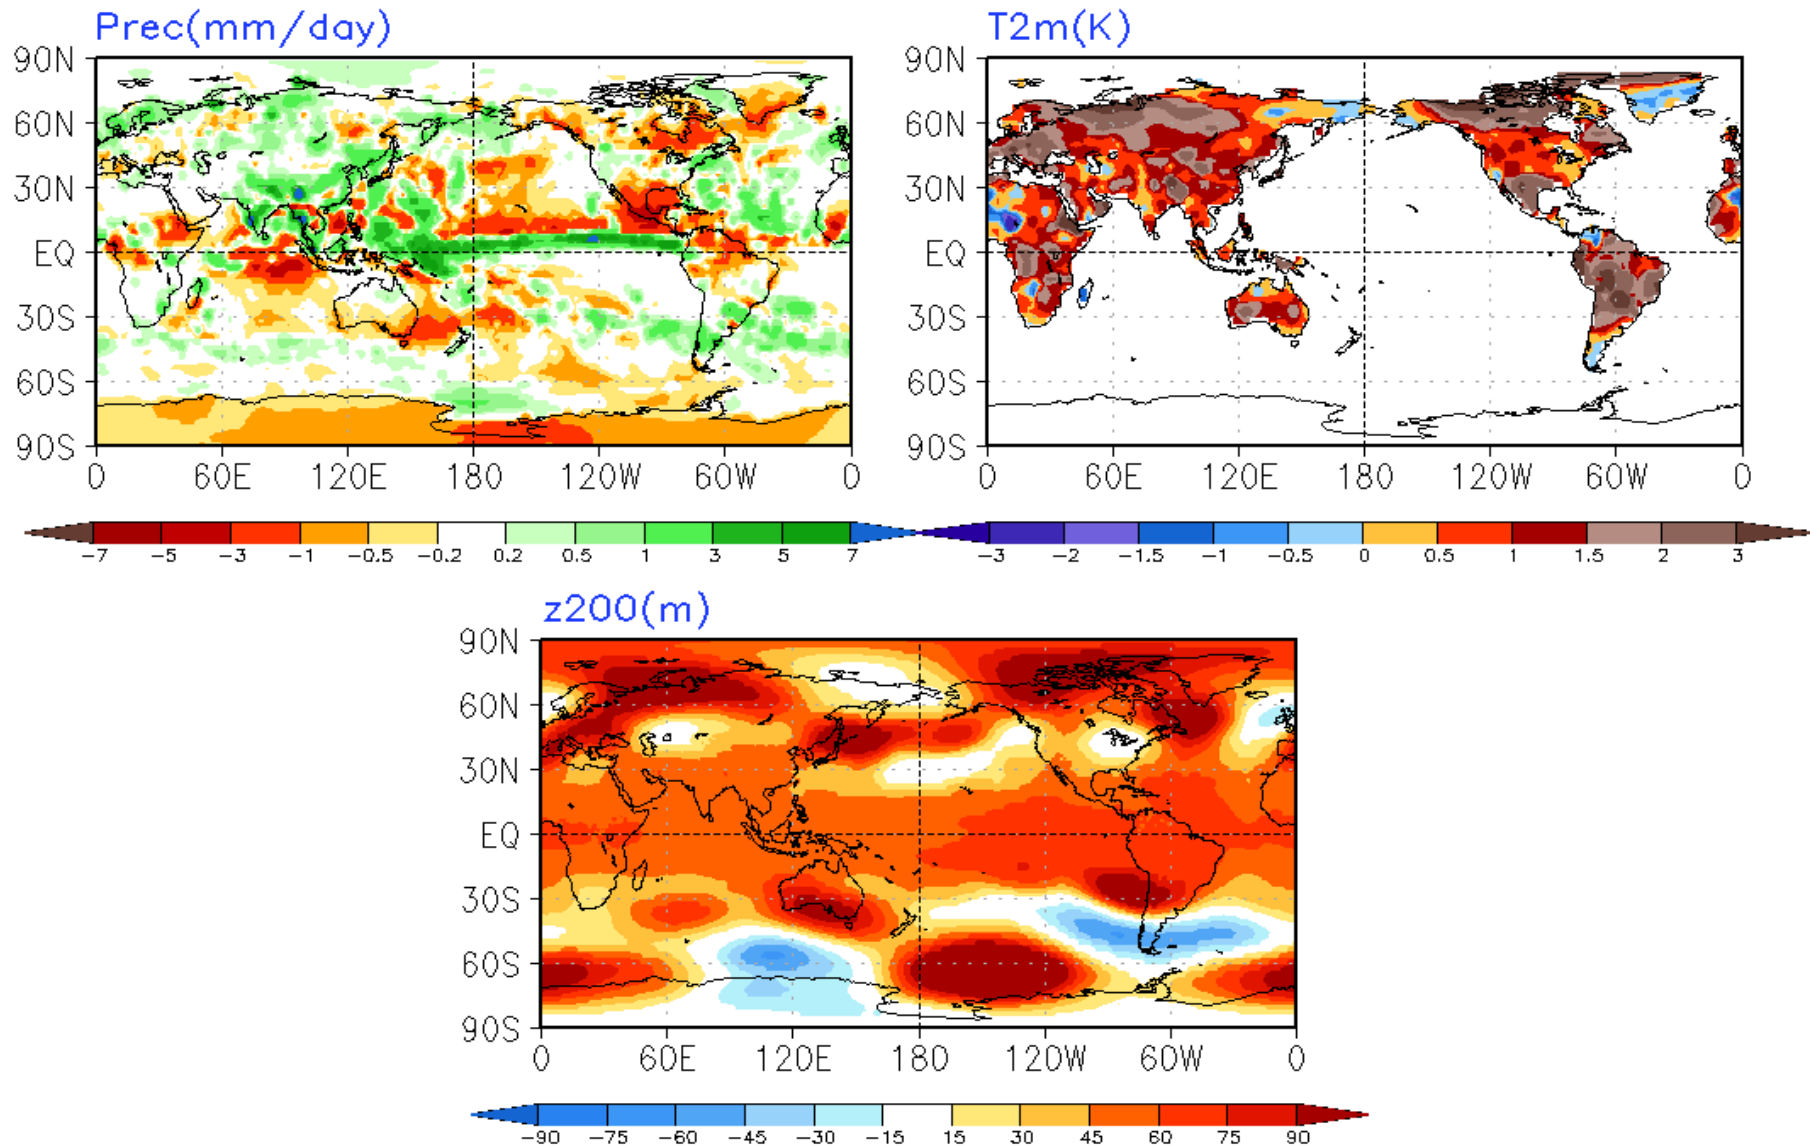 Prec(mm/day)
90N
60N
30N
EQ
30S
60S
90S
0 60E 120E 180 120W 60W 0
-7 -5 -3 -1 -0.5 -0.2 0.2 0.5 1 3 5 7
T2m(K)
90N
60N
30N
EQ
30S
60S
90S
0 60E 120E 180 120W 60W 0
-3 -2 -1.5 -1 -0.5 0 0.5 1 1.5 2 3
z200(m)
90N
60N
30N
EQ
30S
60S
90S
0 60E 120E 180 120W 60W 0
-90 -75 -60 -45 -30 -15 15 30 45 60 75 90